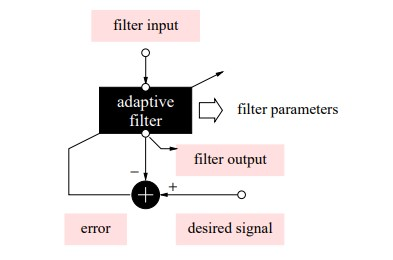 filter input
adaptive
filter
filter parameters
filter output
−
+
+
error
desired signal